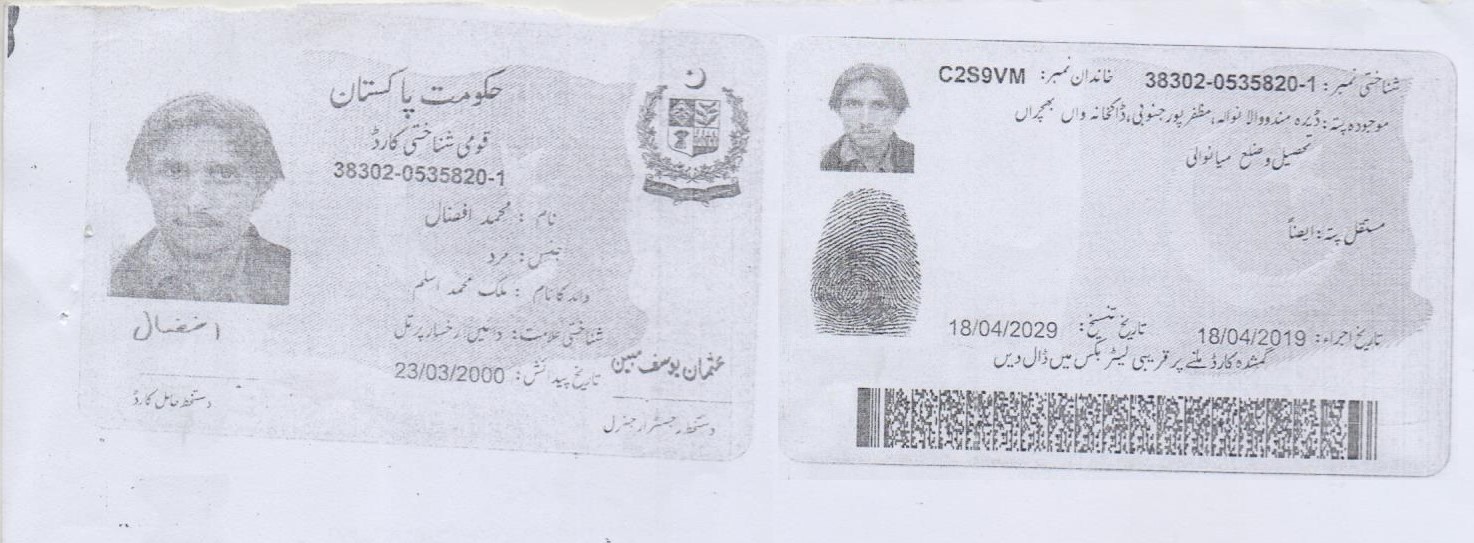 حکومت پاکستان
قومی شناختی کارڈ
38302-0535820-1
نام : محمد افضال
جنس: مرد
والد کا نام : ملک محمد اسلم
شناختی علامت: دائیں رخسار پر تل
تاریخ پیدائش: 23/03/2000
افضال
دستخط حامل کارڈ
عثمان یوسف مبین
دستخط رجسٹرار جنرل
شناختی نمبر: 38302-0535820-1 خاندان نمبر: C2S9VM
موجودہ پتہ: ڈیرہ مندووالا نوالہ، مظفر پور جنوبی، ڈاکخانہ واں بھچراں
تحصیل و ضلع میانوالی
مستقل پتہ: ایضاً
تاریخ اجراء: 18/04/2019 تاریخ تنسیخ: 18/04/2029
گمشدہ کارڈ ملنے پر قریبی لیٹر بکس میں ڈال دیں